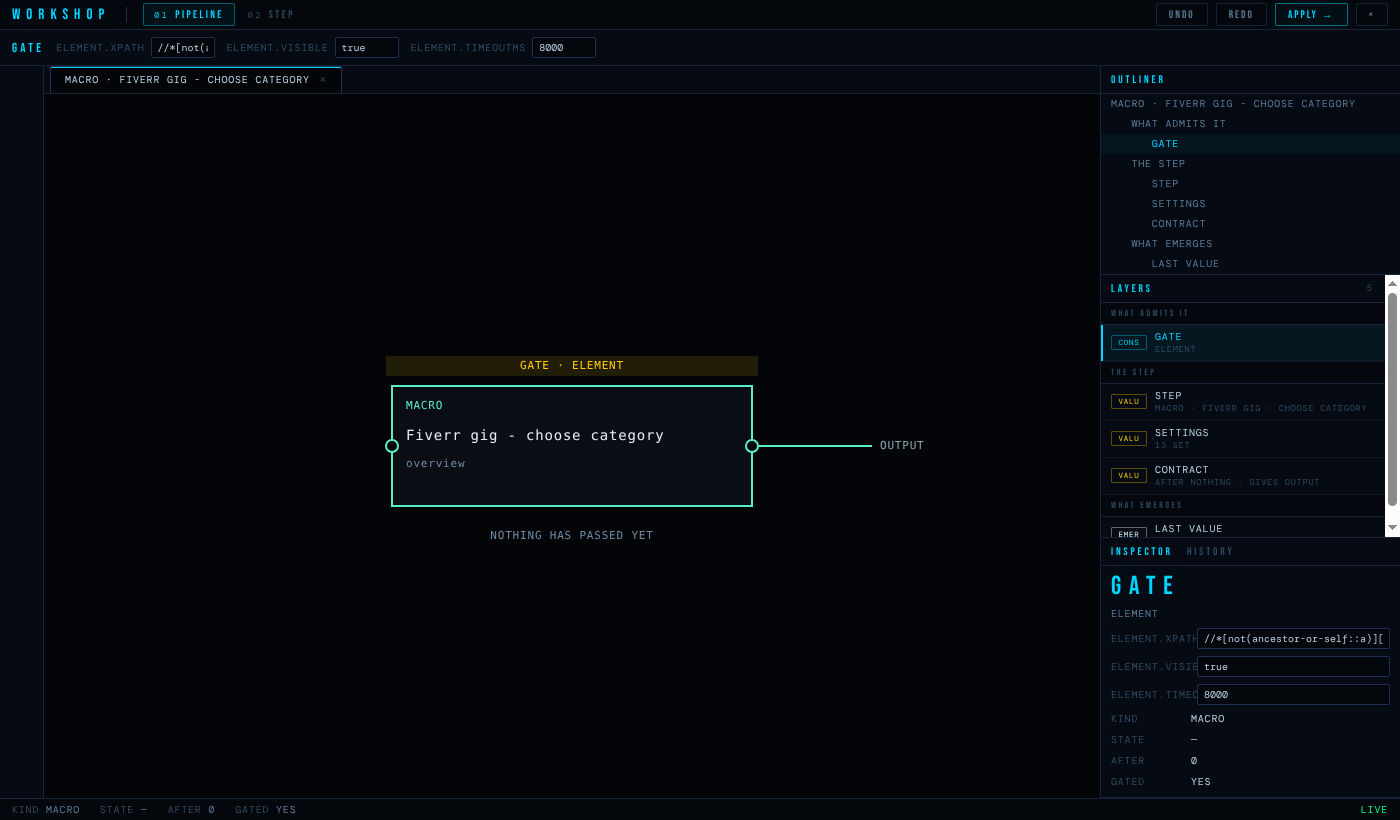 WORKSHOP
01 PIPELINE
02 STEP
UNDO
REDO
APPLY →
×
GATE
ELEMENT.XPATH
//*[not(a
ELEMENT.VISIBLE
true
ELEMENT.TIMEOUTMS
8000
MACRO · FIVERR GIG - CHOOSE CATEGORY ×
GATE · ELEMENT
MACRO
Fiverr gig - choose category
overview
OUTPUT
NOTHING HAS PASSED YET
OUTLINER
MACRO · FIVERR GIG - CHOOSE CATEGORY
WHAT ADMITS IT
GATE
THE STEP
STEP
SETTINGS
CONTRACT
WHAT EMERGES
LAST VALUE
LAYERS
5
WHAT ADMITS IT
CONS
GATE
ELEMENT
THE STEP
VALU
STEP
MACRO · FIVERR GIG - CHOOSE CATEGORY
VALU
SETTINGS
13 SET
VALU
CONTRACT
AFTER NOTHING · GIVES OUTPUT
WHAT EMERGES
EMER
LAST VALUE
INSPECTOR
HISTORY
GATE
ELEMENT
ELEMENT.XPATH
//*[not(ancestor-or-self::a)][
ELEMENT.VISIB
true
ELEMENT.TIMEO
8000
KIND
MACRO
STATE
—
AFTER
0
GATED
YES
KIND MACRO
STATE —
AFTER 0
GATED YES
LIVE